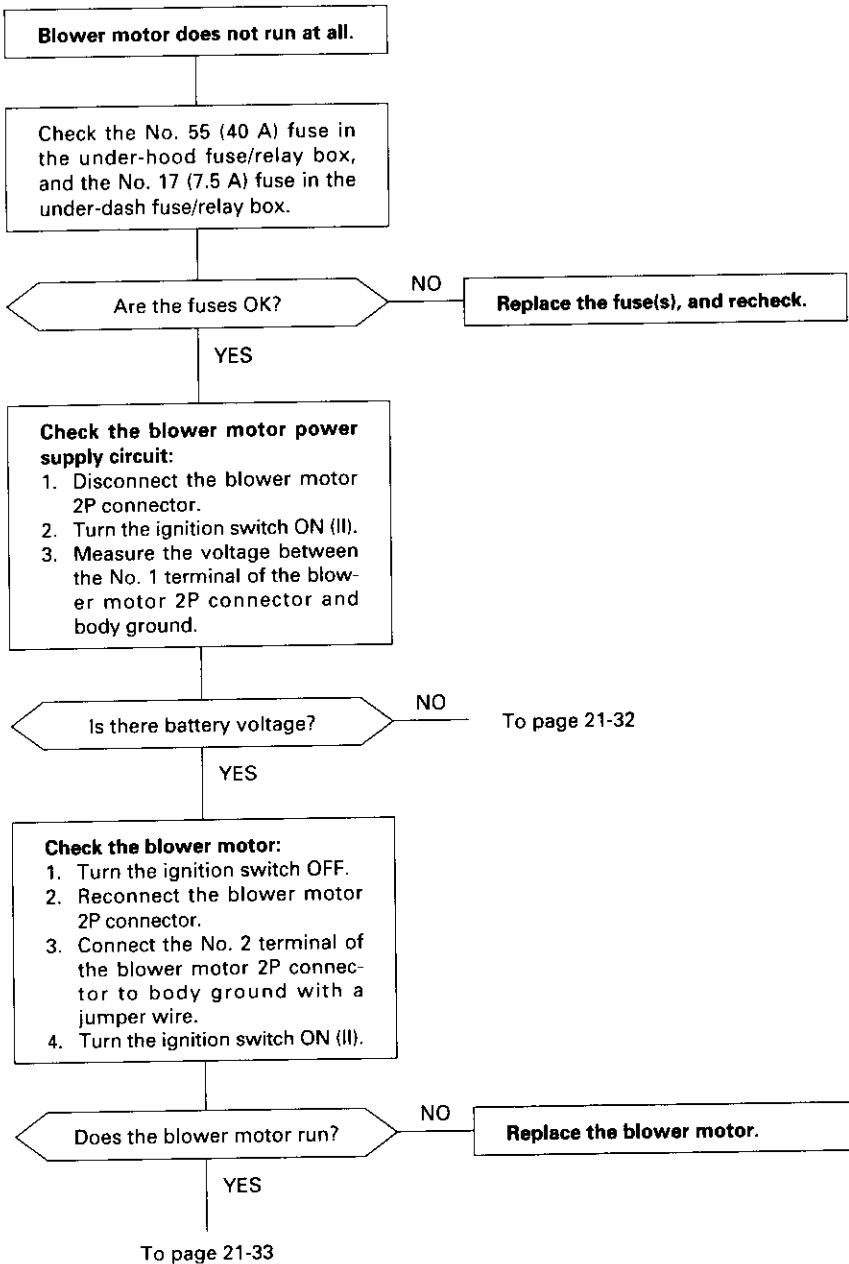 Blower motor does not run at all.
Check the No. 55 (40 A) fuse in
the under-hood fuse/relay box,
and the No. 17 (7.5 A) fuse in the
under-dash fuse/relay box.
Are the fuses OK?
NO
Replace the fuse(s), and recheck.
YES
Check the blower motor power
supply circuit:
1. Disconnect the blower motor
2P connector.
2. Turn the ignition switch ON (II).
3. Measure the voltage between
the No. 1 terminal of the blow-
er motor 2P connector and
body ground.
Is there battery voltage?
NO
To page 21-32
YES
Check the blower motor:
1. Turn the ignition switch OFF.
2. Reconnect the blower motor
2P connector.
3. Connect the No. 2 terminal of
the blower motor 2P connec-
tor to body ground with a
jumper wire.
4. Turn the ignition switch ON (II).
Does the blower motor run?
NO
Replace the blower motor.
YES
To page 21-33